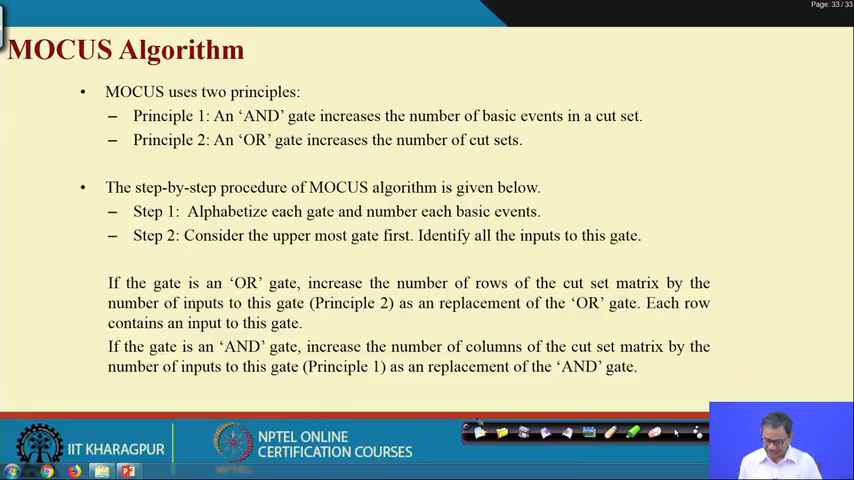 Page: 33 / 33
MOCUS Algorithm
• MOCUS uses two principles:
– Principle 1: An ‘AND’ gate increases the number of basic events in a cut set.
– Principle 2: An ‘OR’ gate increases the number of cut sets.
• The step-by-step procedure of MOCUS algorithm is given below.
– Step 1: Alphabetize each gate and number each basic events.
– Step 2: Consider the upper most gate first. Identify all the inputs to this gate.
If the gate is an ‘OR’ gate, increase the number of rows of the cut set matrix by the
number of inputs to this gate (Principle 2) as an replacement of the ‘OR’ gate. Each row
contains an input to this gate.
If the gate is an ‘AND’ gate, increase the number of columns of the cut set matrix by the
number of inputs to this gate (Principle 1) as an replacement of the ‘AND’ gate.
IIT KHARAGPUR
NPTEL ONLINE
CERTIFICATION COURSES